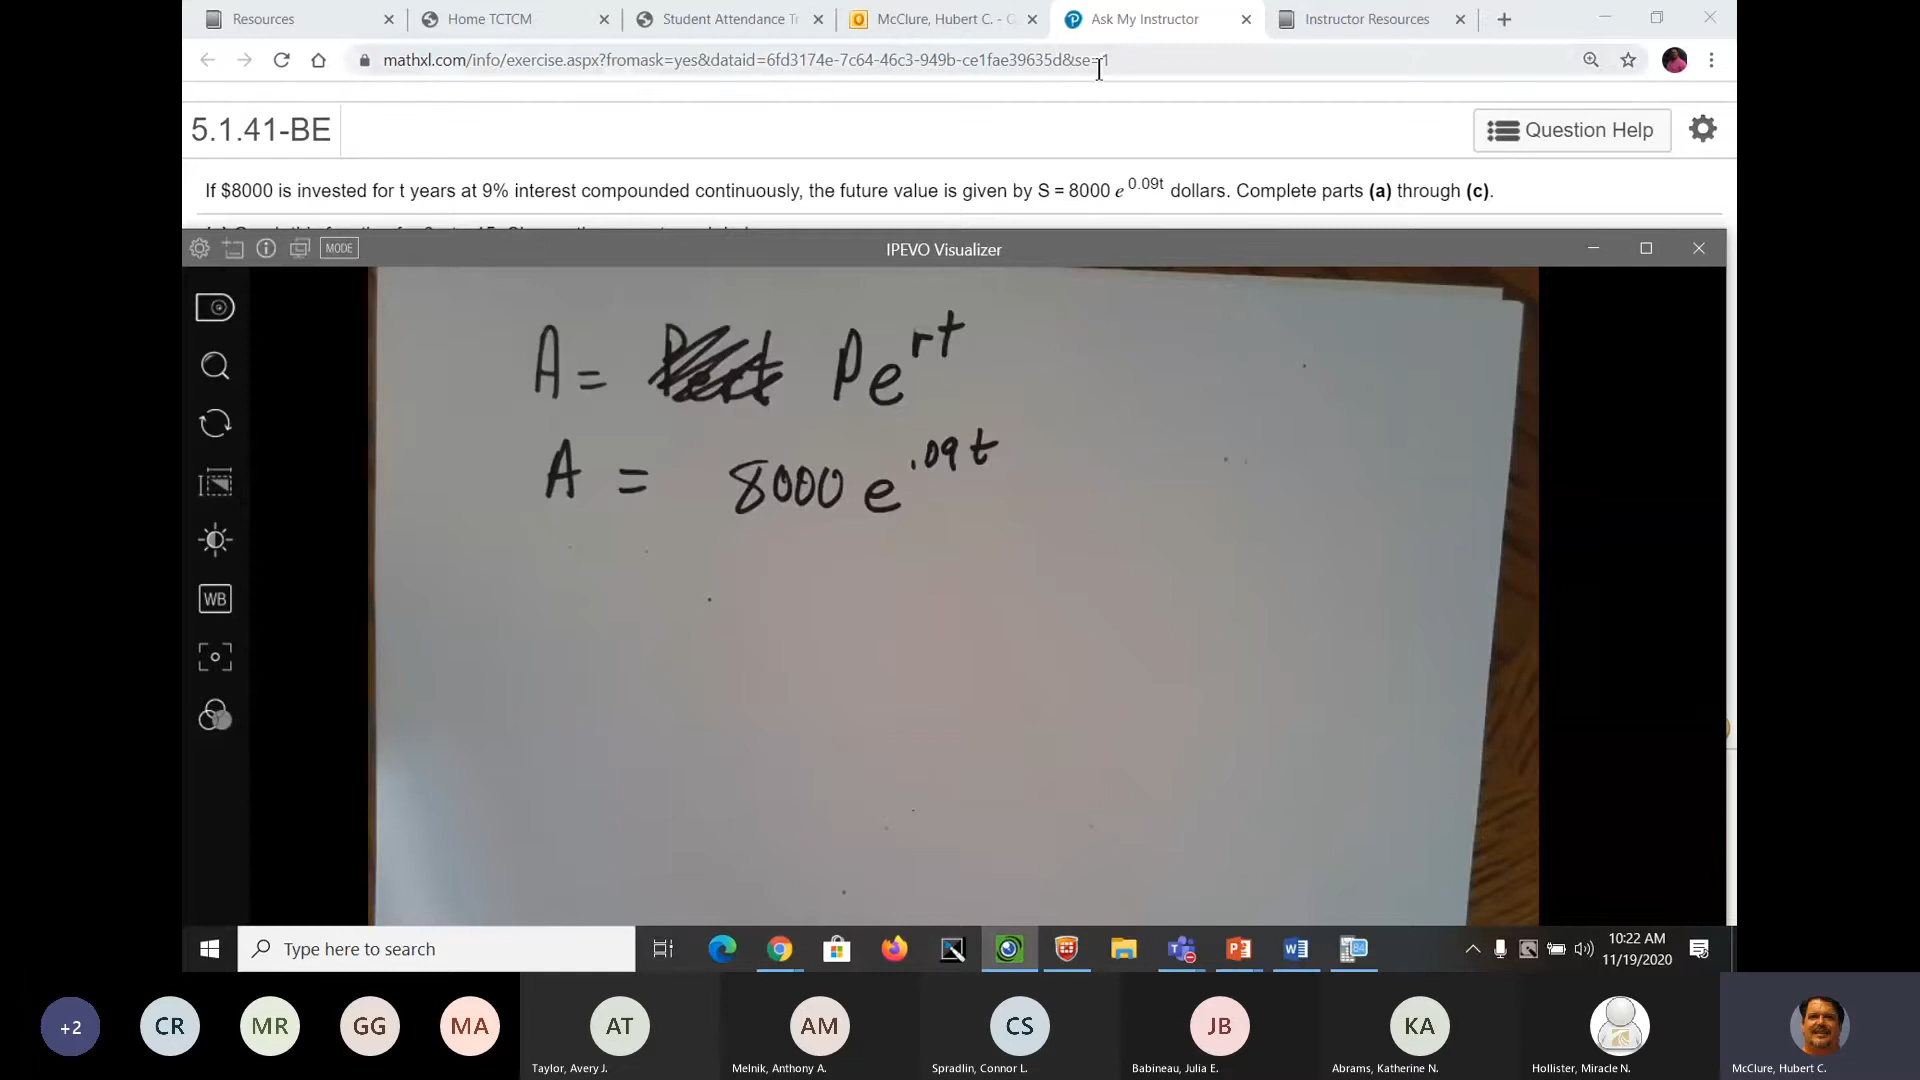 Resources
Home TCTCM
Student Attendance Tr
McClure, Hubert C. - O
Ask My Instructor
Instructor Resources
mathxl.com/info/exercise.aspx?fromask=yes&dataid=6fd3174e-7c64-46c3-949b-ce1fae39635d&se=1
5.1.41-BE
Question Help
If $8000 is invested for t years at 9% interest compounded continuously, the future value is given by S = 8000 e^0.09t dollars. Complete parts (a) through (c).
MODE
IPEVO Visualizer
A = Pe^rt
A = 8000 e^.09t
WB
Type here to search
10:22 AM
11/19/2020
+2
CR
MR
GG
MA
AT
AM
CS
JB
KA
Taylor, Avery J.
Melnik, Anthony A.
Spradlin, Connor L.
Babineau, Julia E.
Abrams, Katherine N.
Hollister, Miracle N.
McClure, Hubert C.